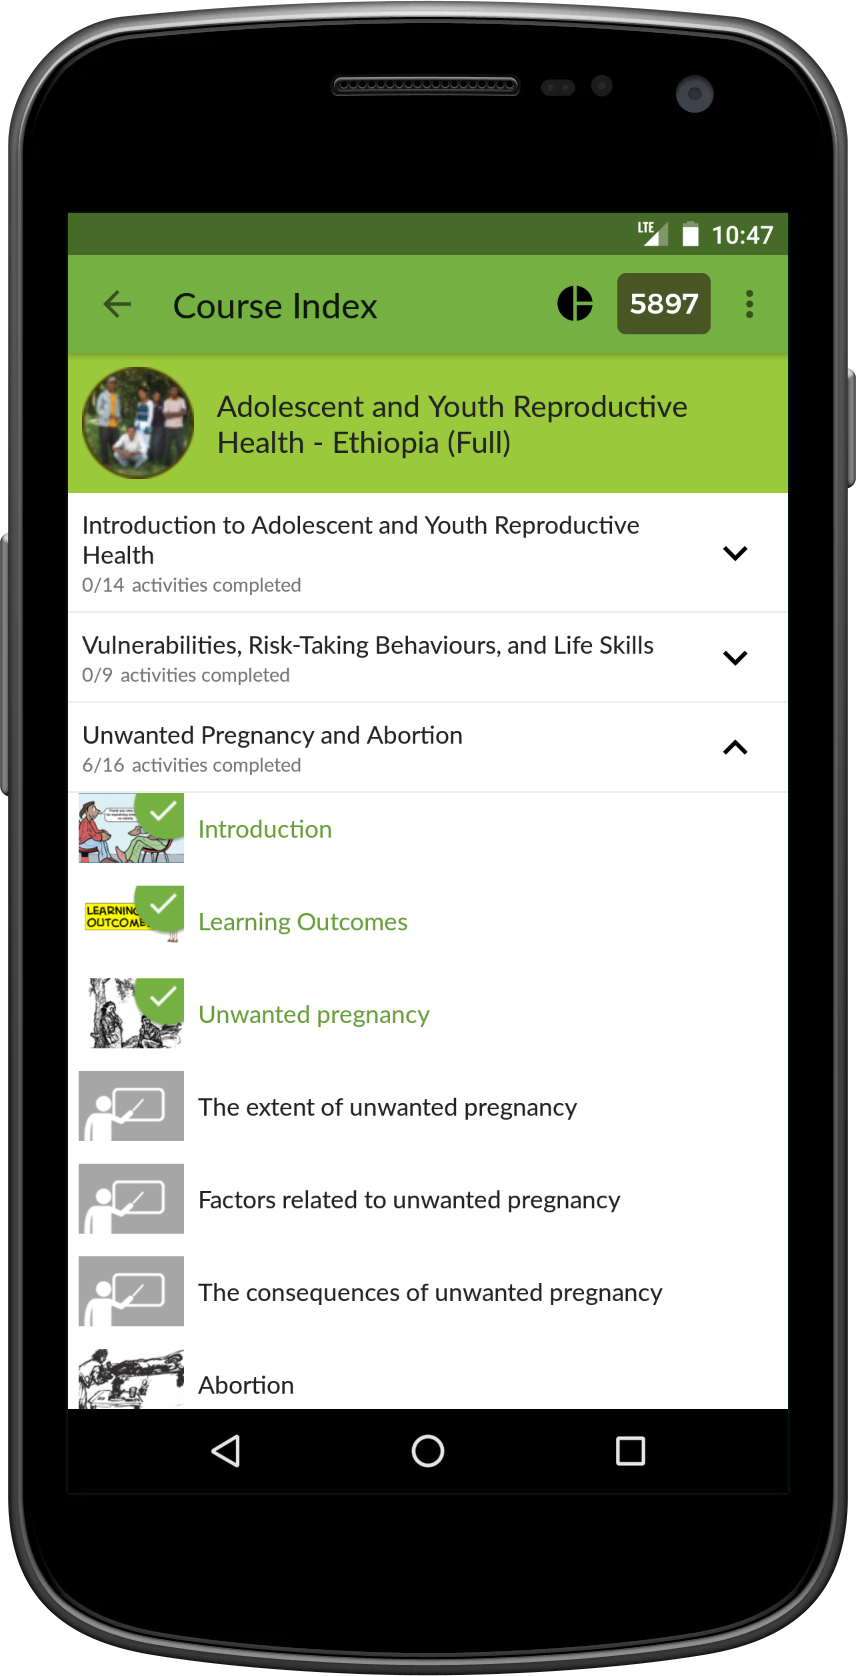 LTE 10:47
Course Index 5897
Adolescent and Youth Reproductive
Health - Ethiopia (Full)
Introduction to Adolescent and Youth Reproductive
Health
0/14 activities completed
Vulnerabilities, Risk-Taking Behaviours, and Life Skills
0/9 activities completed
Unwanted Pregnancy and Abortion
6/16 activities completed
Introduction
LEARNING
OUTCOME
Learning Outcomes
Unwanted pregnancy
The extent of unwanted pregnancy
Factors related to unwanted pregnancy
The consequences of unwanted pregnancy
Abortion